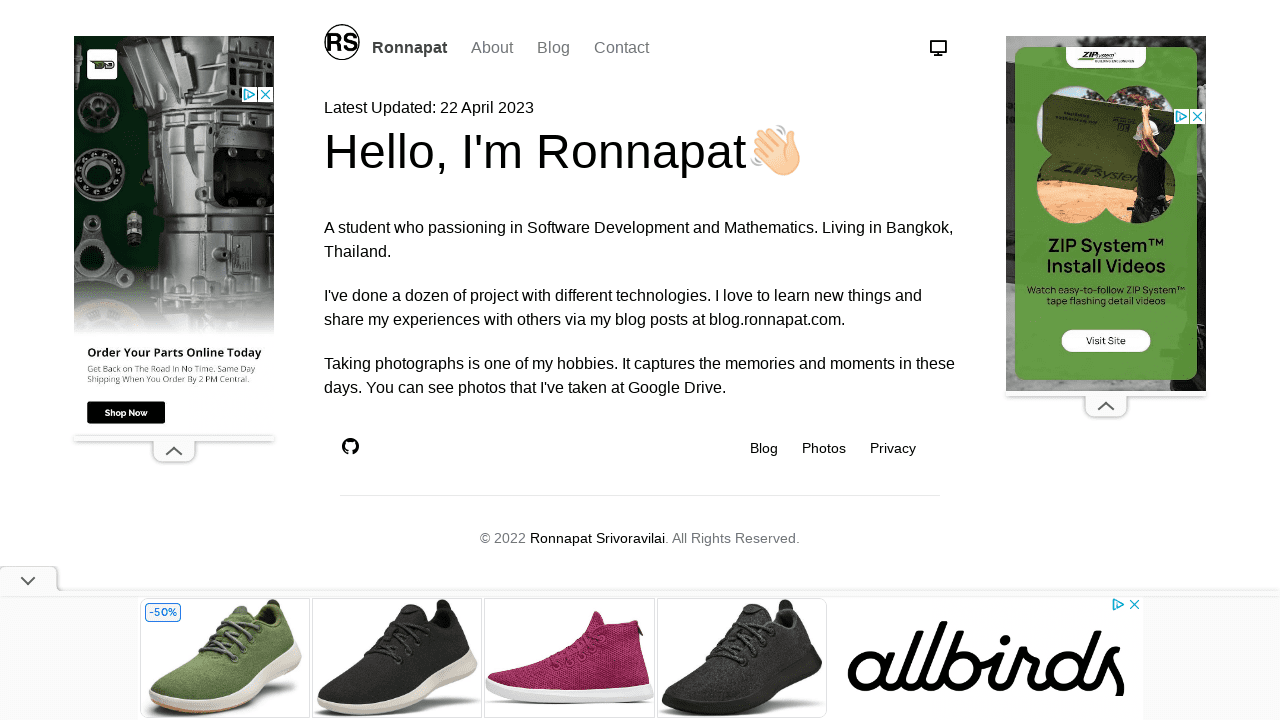 RS
Ronnapat
About
Blog
Contact
Latest Updated: 22 April 2023
Hello, I'm Ronnapat👋🏻
A student who passioning in Software Development and Mathematics. Living in Bangkok,
Thailand.
I've done a dozen of project with different technologies. I love to learn new things and
share my experiences with others via my blog posts at blog.ronnapat.com.
Taking photographs is one of my hobbies. It captures the memories and moments in these
days. You can see photos that I've taken at Google Drive.
Blog
Photos
Privacy
© 2022 Ronnapat Srivoravilai. All Rights Reserved.
Order Your Parts Online Today
Get Back on The Road In No Time. Same Day
Shipping When You Order By 2 PM Central.
Shop Now
ZIP System
ZIP System
ZIP System™
Install Videos
Watch easy-to-follow ZIP System™
tape flashing detail videos
Visit Site
-50%
allbirds